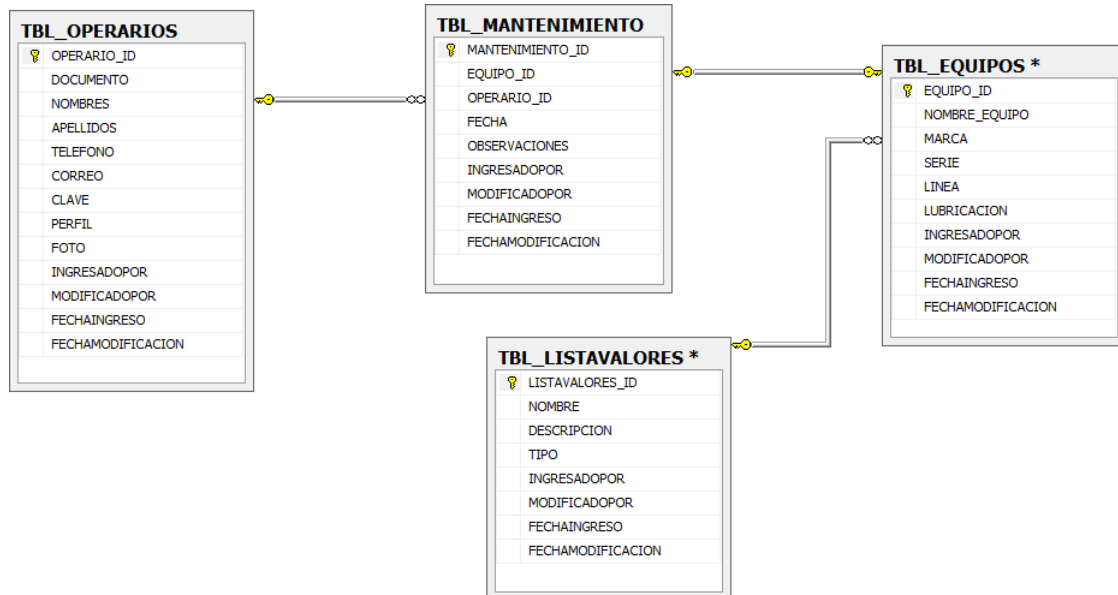 TBL_OPERARIOS
OPERARIO_ID
DOCUMENTO
NOMBRES
APELLIDOS
TELEFONO
CORREO
CLAVE
PERFIL
FOTO
INGRESADOPOR
MODIFICADOPOR
FECHAINGRESO
FECHAMODIFICACION
TBL_MANTENIMIENTO
MANTENIMIENTO_ID
EQUIPO_ID
OPERARIO_ID
FECHA
OBSERVACIONES
INGRESADOPOR
MODIFICADOPOR
FECHAINGRESO
FECHAMODIFICACION
TBL_EQUIPOS *
EQUIPO_ID
NOMBRE_EQUIPO
MARCA
SERIE
LINEA
LUBRICACION
INGRESADOPOR
MODIFICADOPOR
FECHAINGRESO
FECHAMODIFICACION
TBL_LISTAVALORES *
LISTAVALORES_ID
NOMBRE
DESCRIPCION
TIPO
INGRESADOPOR
MODIFICADOPOR
FECHAINGRESO
FECHAMODIFICACION